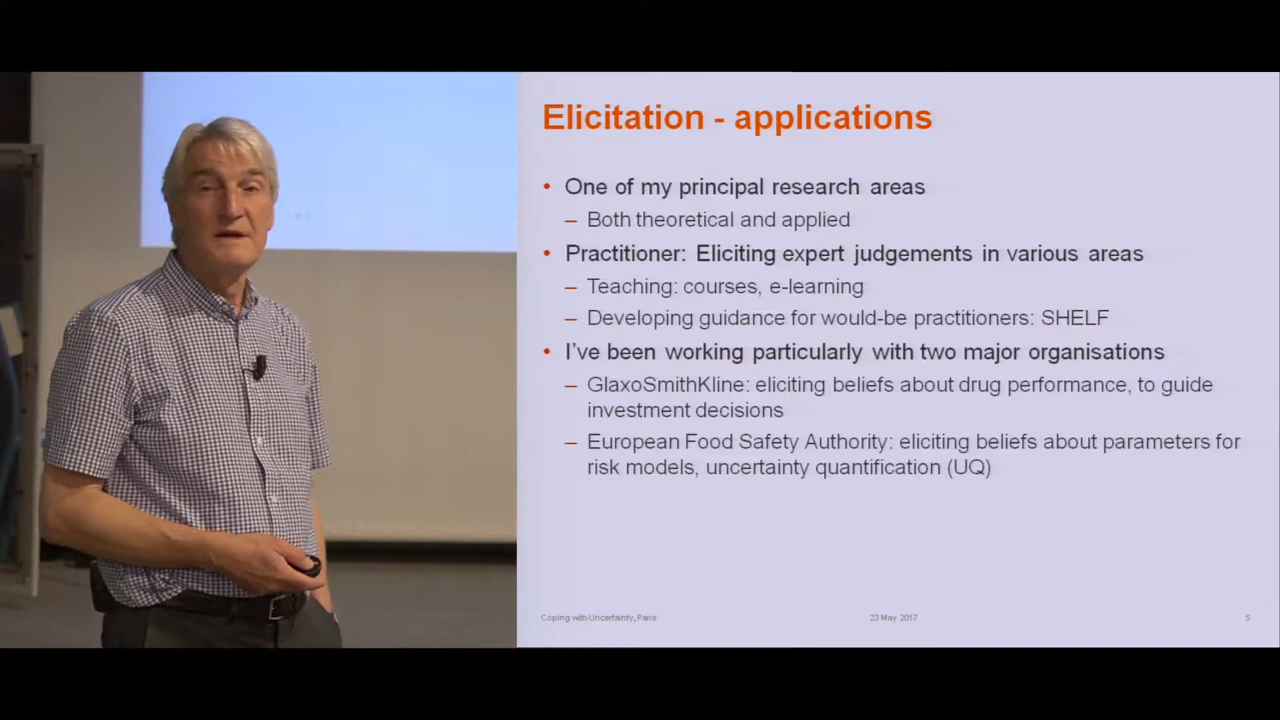 Elicitation - applications
• One of my principal research areas
– Both theoretical and applied
• Practitioner: Eliciting expert judgements in various areas
– Teaching: courses, e-learning
– Developing guidance for would-be practitioners: SHELF
• I've been working particularly with two major organisations
– GlaxoSmithKline: eliciting beliefs about drug performance, to guide
investment decisions
– European Food Safety Authority: eliciting beliefs about parameters for
risk models, uncertainty quantification (UQ)
Coping with Uncertainty, Paris
23 May 2017
5